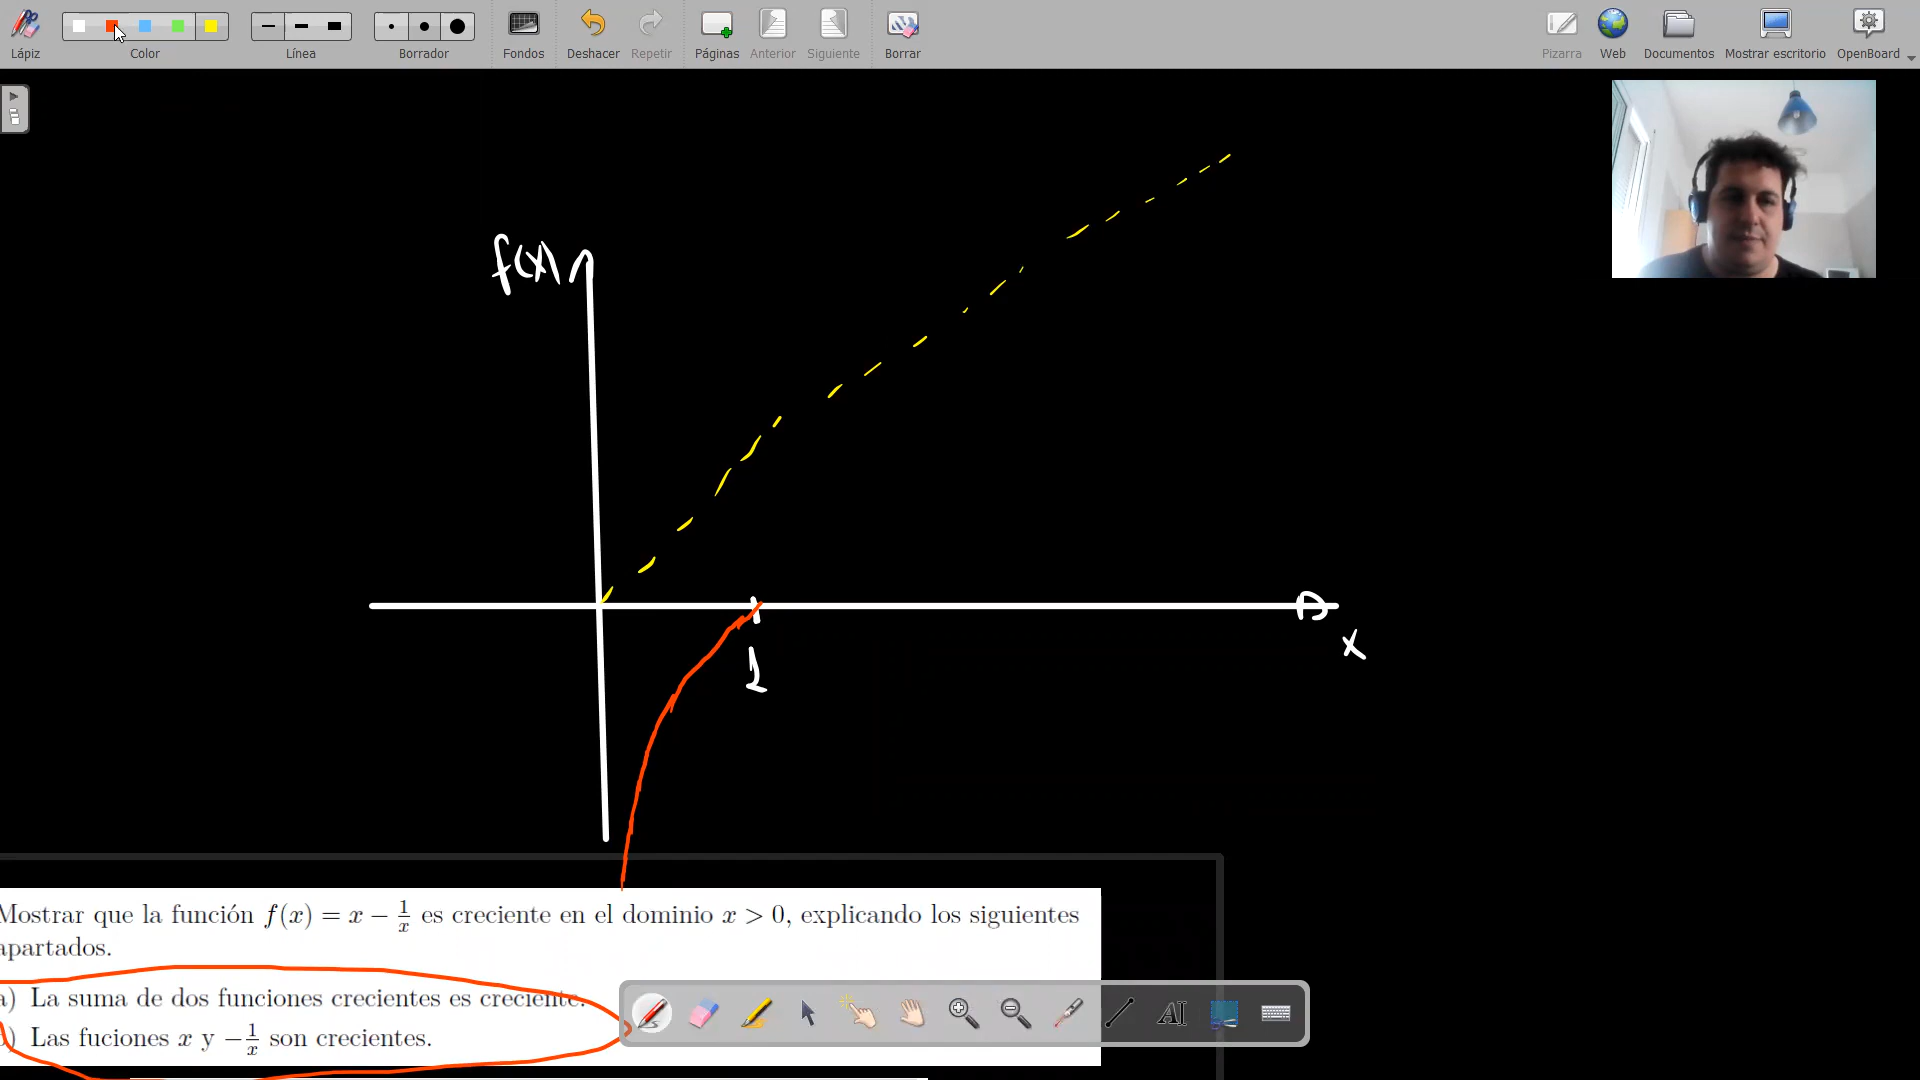 Lápiz
Color
Línea
Borrador
Fondos
Deshacer
Repetir
Páginas
Anterior
Siguiente
Borrar
Pizarra
Web
Documentos
Mostrar escritorio
OpenBoard
f(x)
1
x
Mostrar que la función f(x) = x − 1/x es creciente en el dominio x > 0, explicando los siguientes
apartados.
a) La suma de dos funciones crecientes es creciente.
) Las fuciones x y −1/x son crecientes.
AI